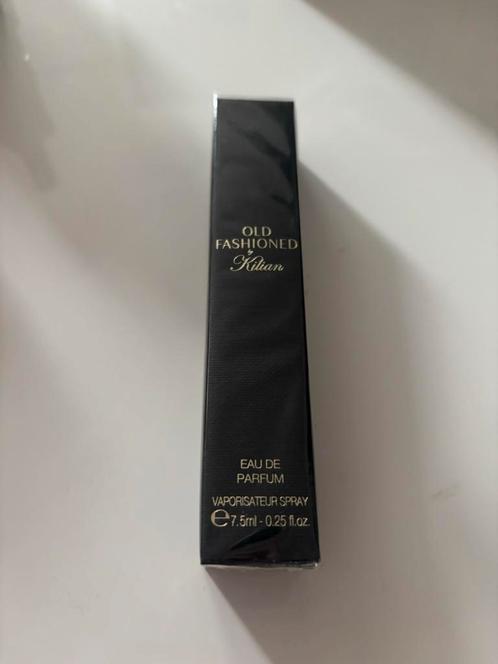 OLD
FASHIONED
by
Kilian
EAU DE
PARFUM
VAPORISATEUR SPRAY
℮7.5ml - 0.25 fl.oz.